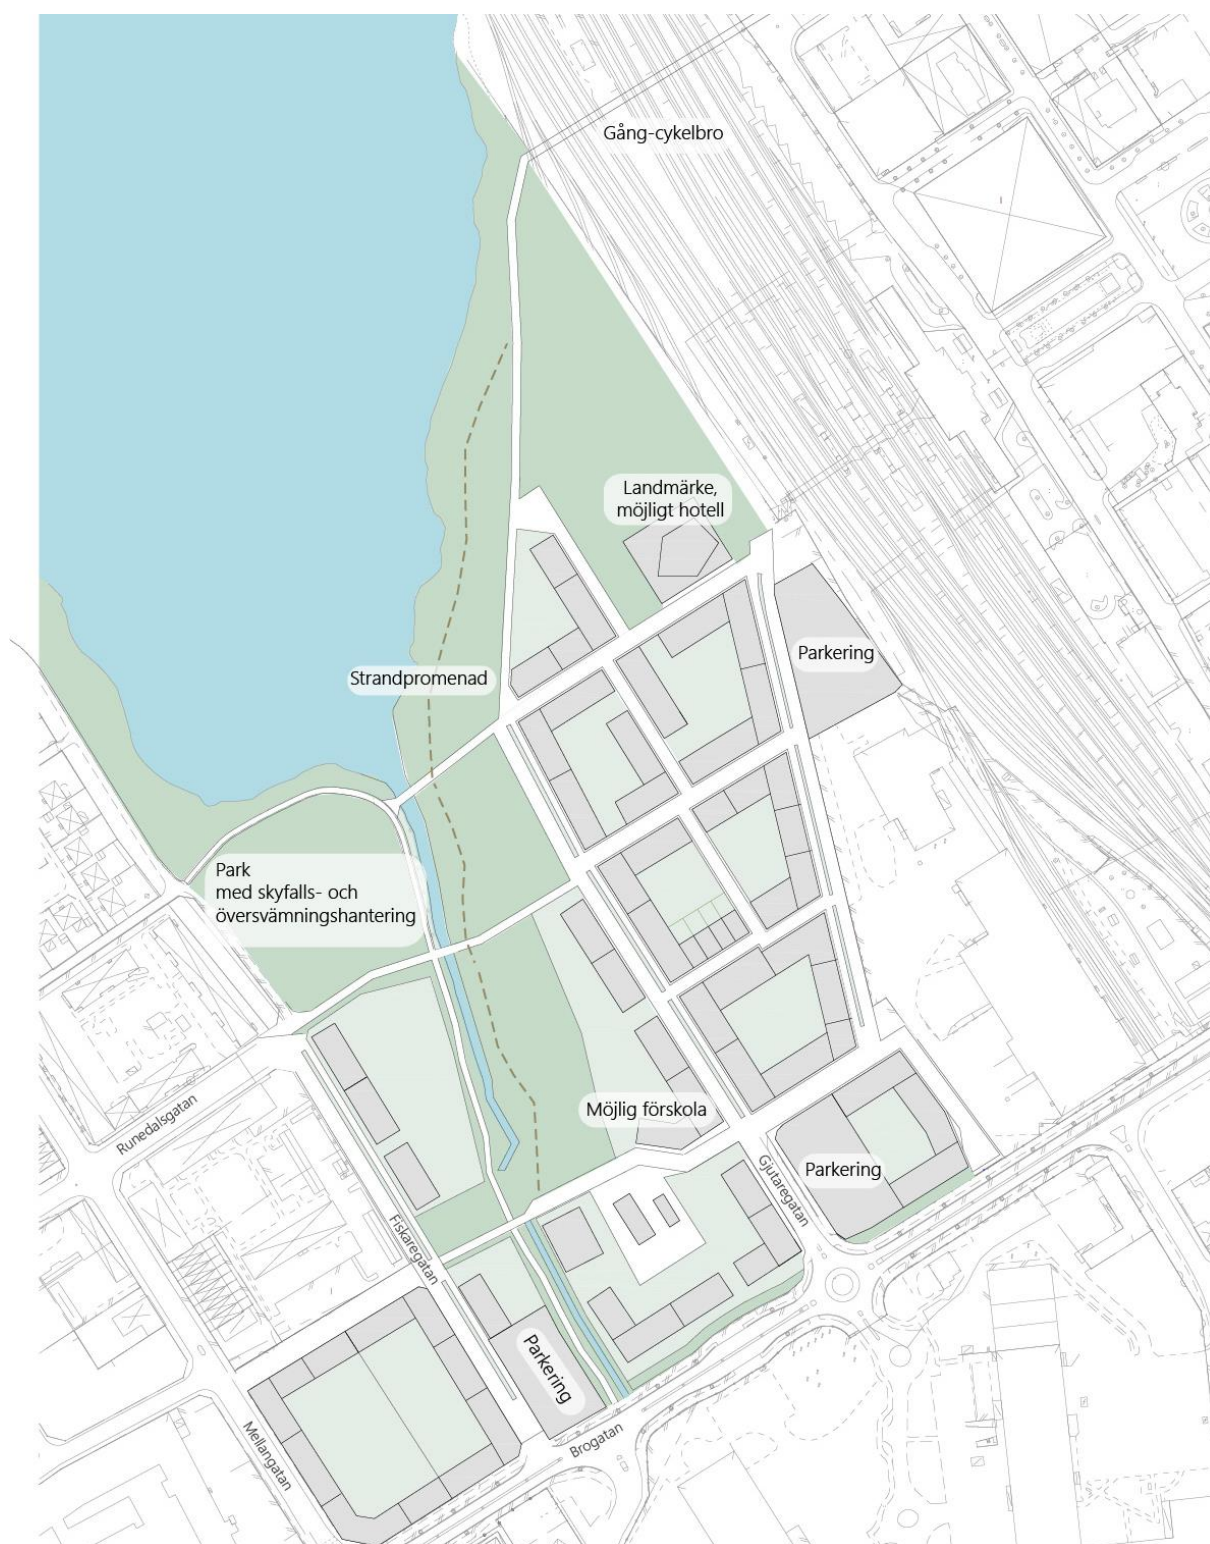 Gång-cykelbro
Landmärke,
möjligt hotell
Parkering
Strandpromenad
Park
med skyfalls- och
översvämningshantering
Möjlig förskola
Runedalsgatan
Parkering
Gjutaregatan
Fiskaregatan
Parkering
Mellangatan
Brogatan